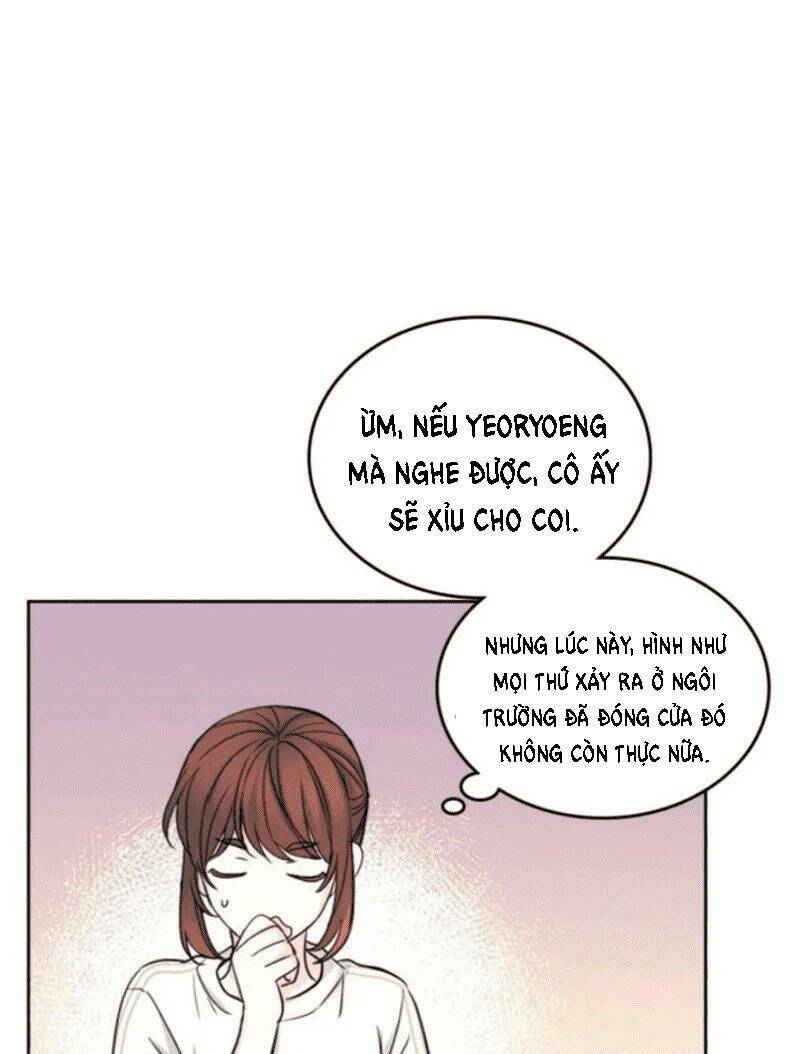 ỪM, NẾU YEORYOENG
MÀ NGHE ĐƯỢC, CÔ ẤY
SẼ XỈU CHO COI.
NHƯNG LÚC NÀY, HÌNH NHƯ
MỌI THỨ XẢY RA Ở NGÔI
TRƯỜNG ĐÃ ĐÓNG CỬA ĐÓ
KHÔNG CÒN THỰC NỮA.